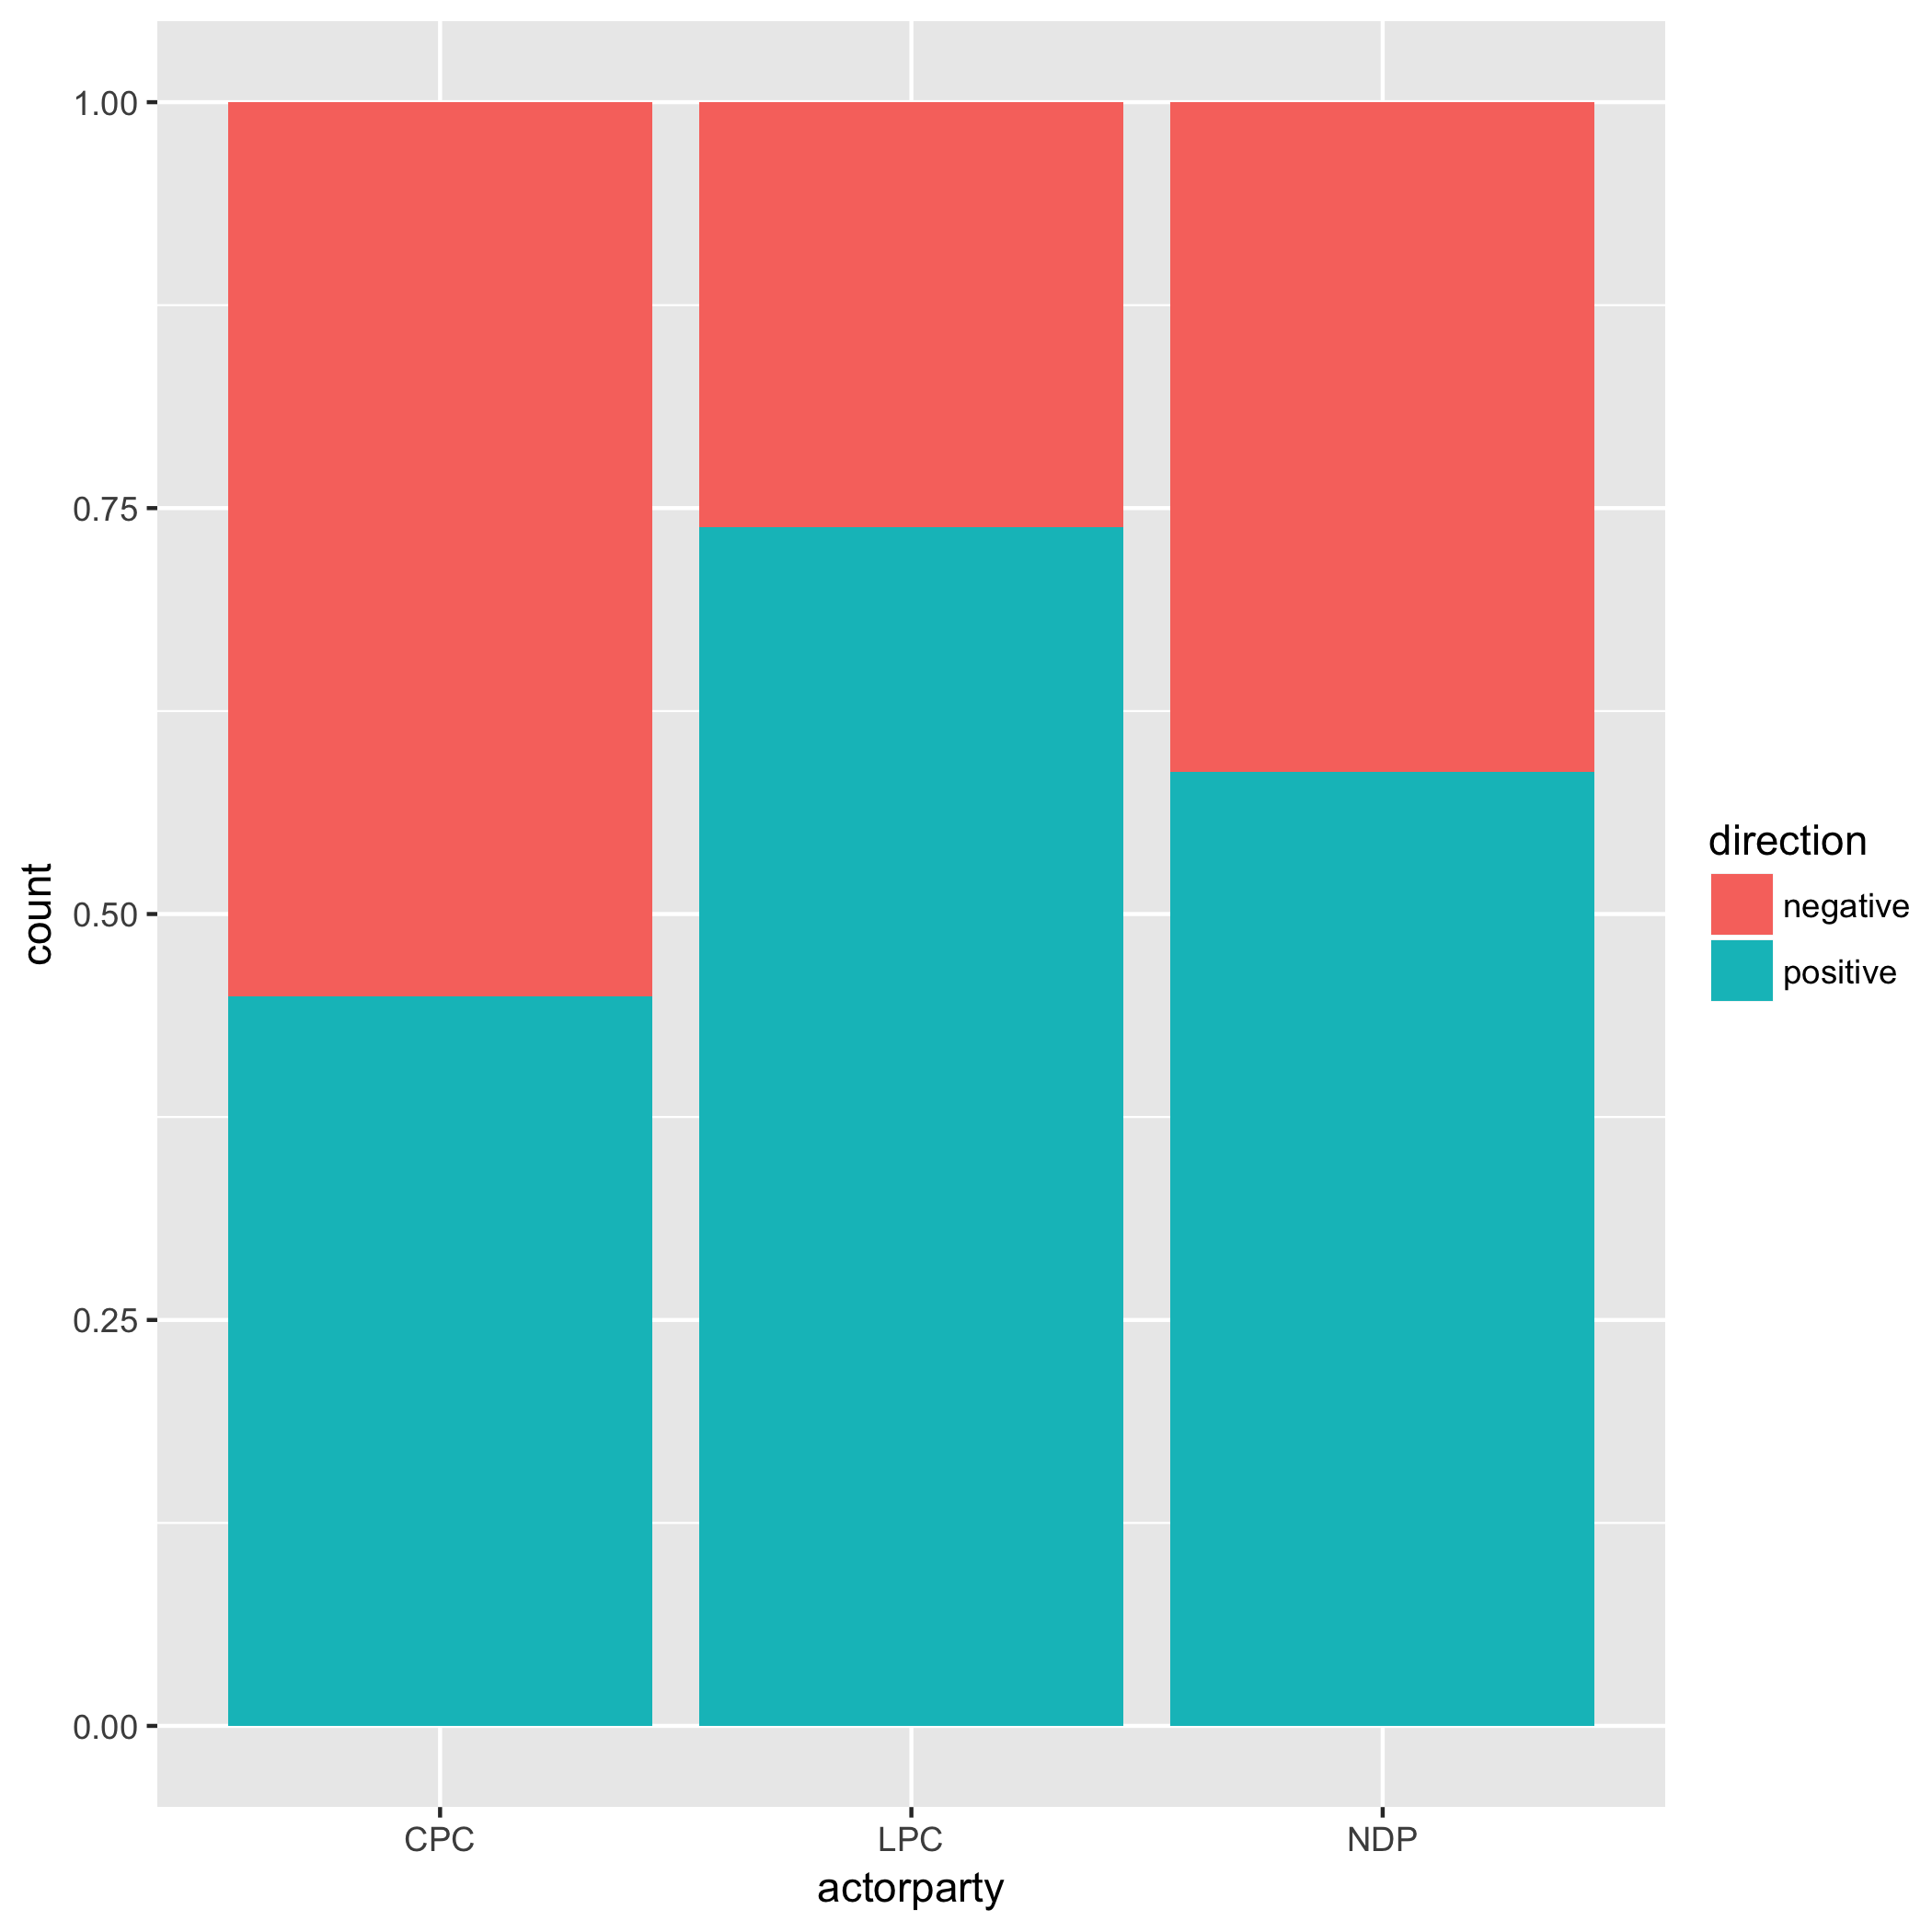 count
1.00
0.75
0.50
0.25
0.00
CPC LPC NDP
actorparty
direction
negative
positive